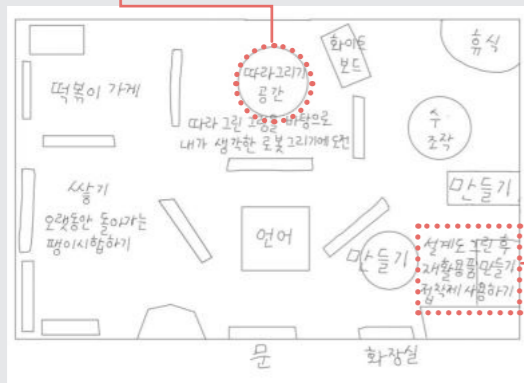 화이트
보드
휴식
따라그리기
공간
떡볶이 가게
수·
조작
따라 그린 그림을 바탕으로
내가 생각한 로봇그리기에도전
만들기
쌓기
오랫동안 돌아가는
팽이시합하기
언어
만들기
설계도 그린 후
재활용품 만들기
접착제 사용하기
문
화장실